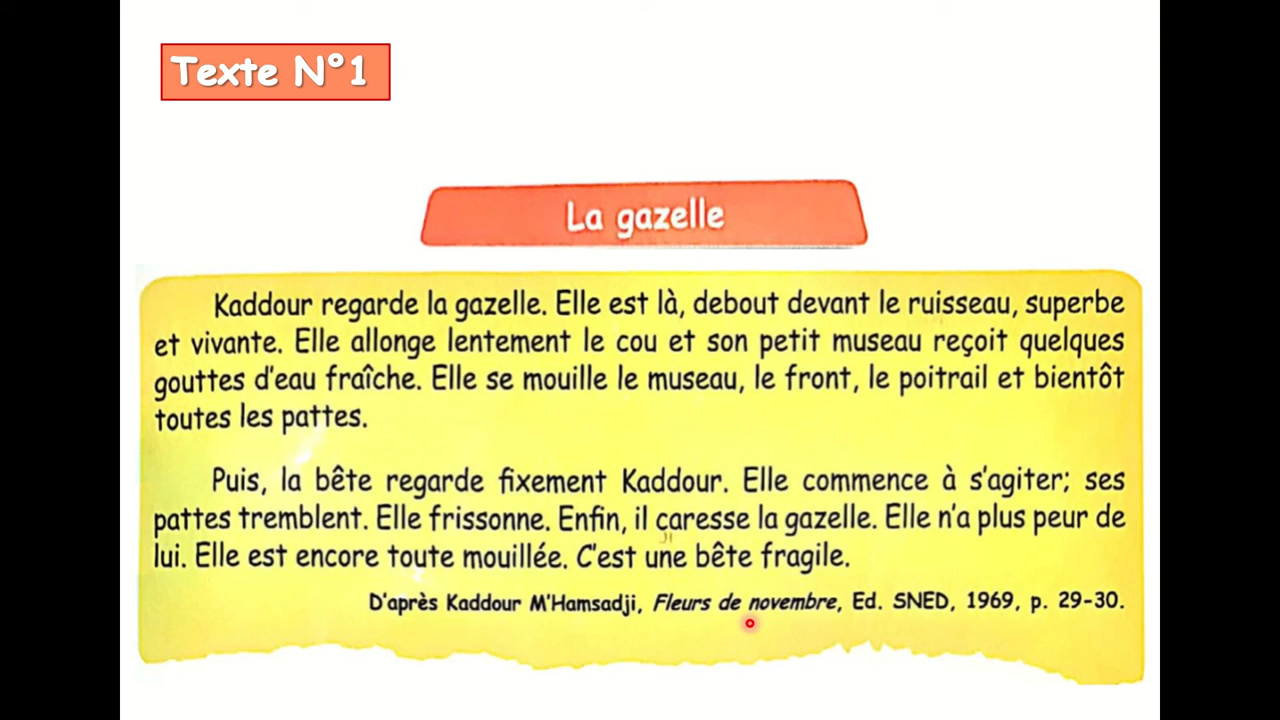 Texte N°1
La gazelle
Kaddour regarde la gazelle. Elle est là, debout devant le ruisseau, superbe
et vivante. Elle allonge lentement le cou et son petit museau reçoit quelques
gouttes d'eau fraîche. Elle se mouille le museau, le front, le poitrail et bientôt
toutes les pattes.
Puis, la bête regarde fixement Kaddour. Elle commence à s'agiter; ses
pattes tremblent. Elle frissonne. Enfin, il caresse la gazelle. Elle n'a plus peur de
lui. Elle est encore toute mouillée. C'est une bête fragile.
D'après Kaddour M'Hamsadji, Fleurs de novembre, Ed. SNED, 1969, p. 29-30.